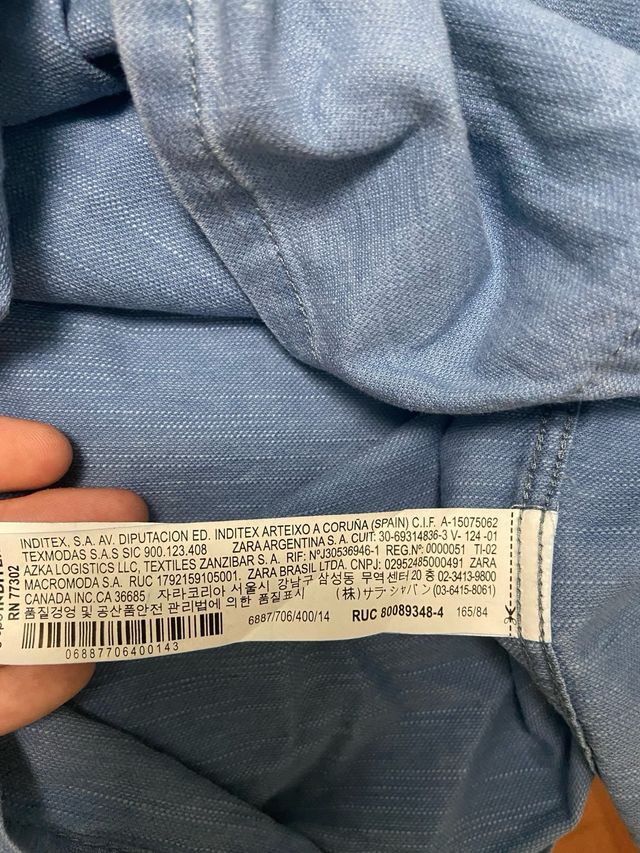 INDITEX, S.A. AV. DIPUTACION ED. INDITEX ARTEIXO A CORUÑA (SPAIN) C.I.F. A-15075062
TEXMODAS S.A.S SIC 900.123.408 ZARA ARGENTINA S.A. CUIT: 30-69314836-3 V- 124 -01
AZKA LOGISTICS LLC, TEXTILES ZANZIBAR S.A. RIF: NºJ30536946-1 REG.Nº: 0000051 TI-02
MACROMODA S.A. RUC 1792159105001. ZARA BRASIL LTDA. CNPJ: 02952485000491 ZARA
CANADA INC.CA 36685 자라코리아 서울시 강남구 삼성동 무역센터 20 층 02-3413-9800
품질경영 및 공산품안전 관리법에 의한 품질표시 (株) サラ・ジャパン (03-6415-8061)
6887/706/400/14 RUC 80089348-4 165/84
06887706400143
RN 77302